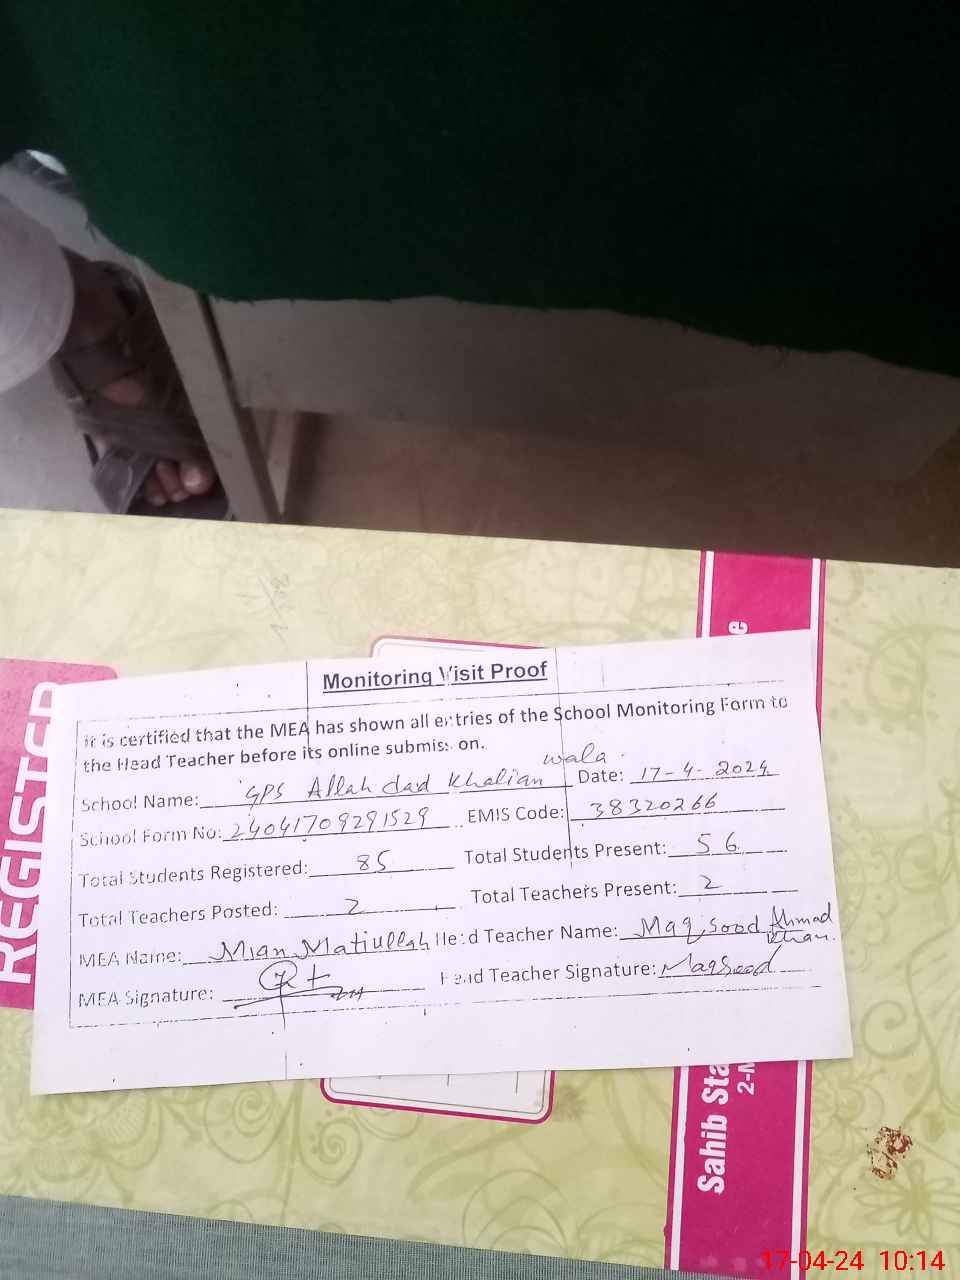 Monitoring Visit Proof
It is certified that the MEA has shown all entries of the School Monitoring Form to
the Head Teacher before its online submission.
School Name: GPS Allah dad Khalian wala Date: 17-4-2024
School Form No: 24041709291529 EMIS Code: 38320266
Total Students Registered: 85 Total Students Present: 56
Total Teachers Posted: 2 Total Teachers Present: 2
MEA Name: Mian Matiullah Head Teacher Name: Maqsood Ahmad Khan.
MEA Signature: Head Teacher Signature: Maqsood
REGISTER
Sahib Sta
2-M
17-04-24 10:14